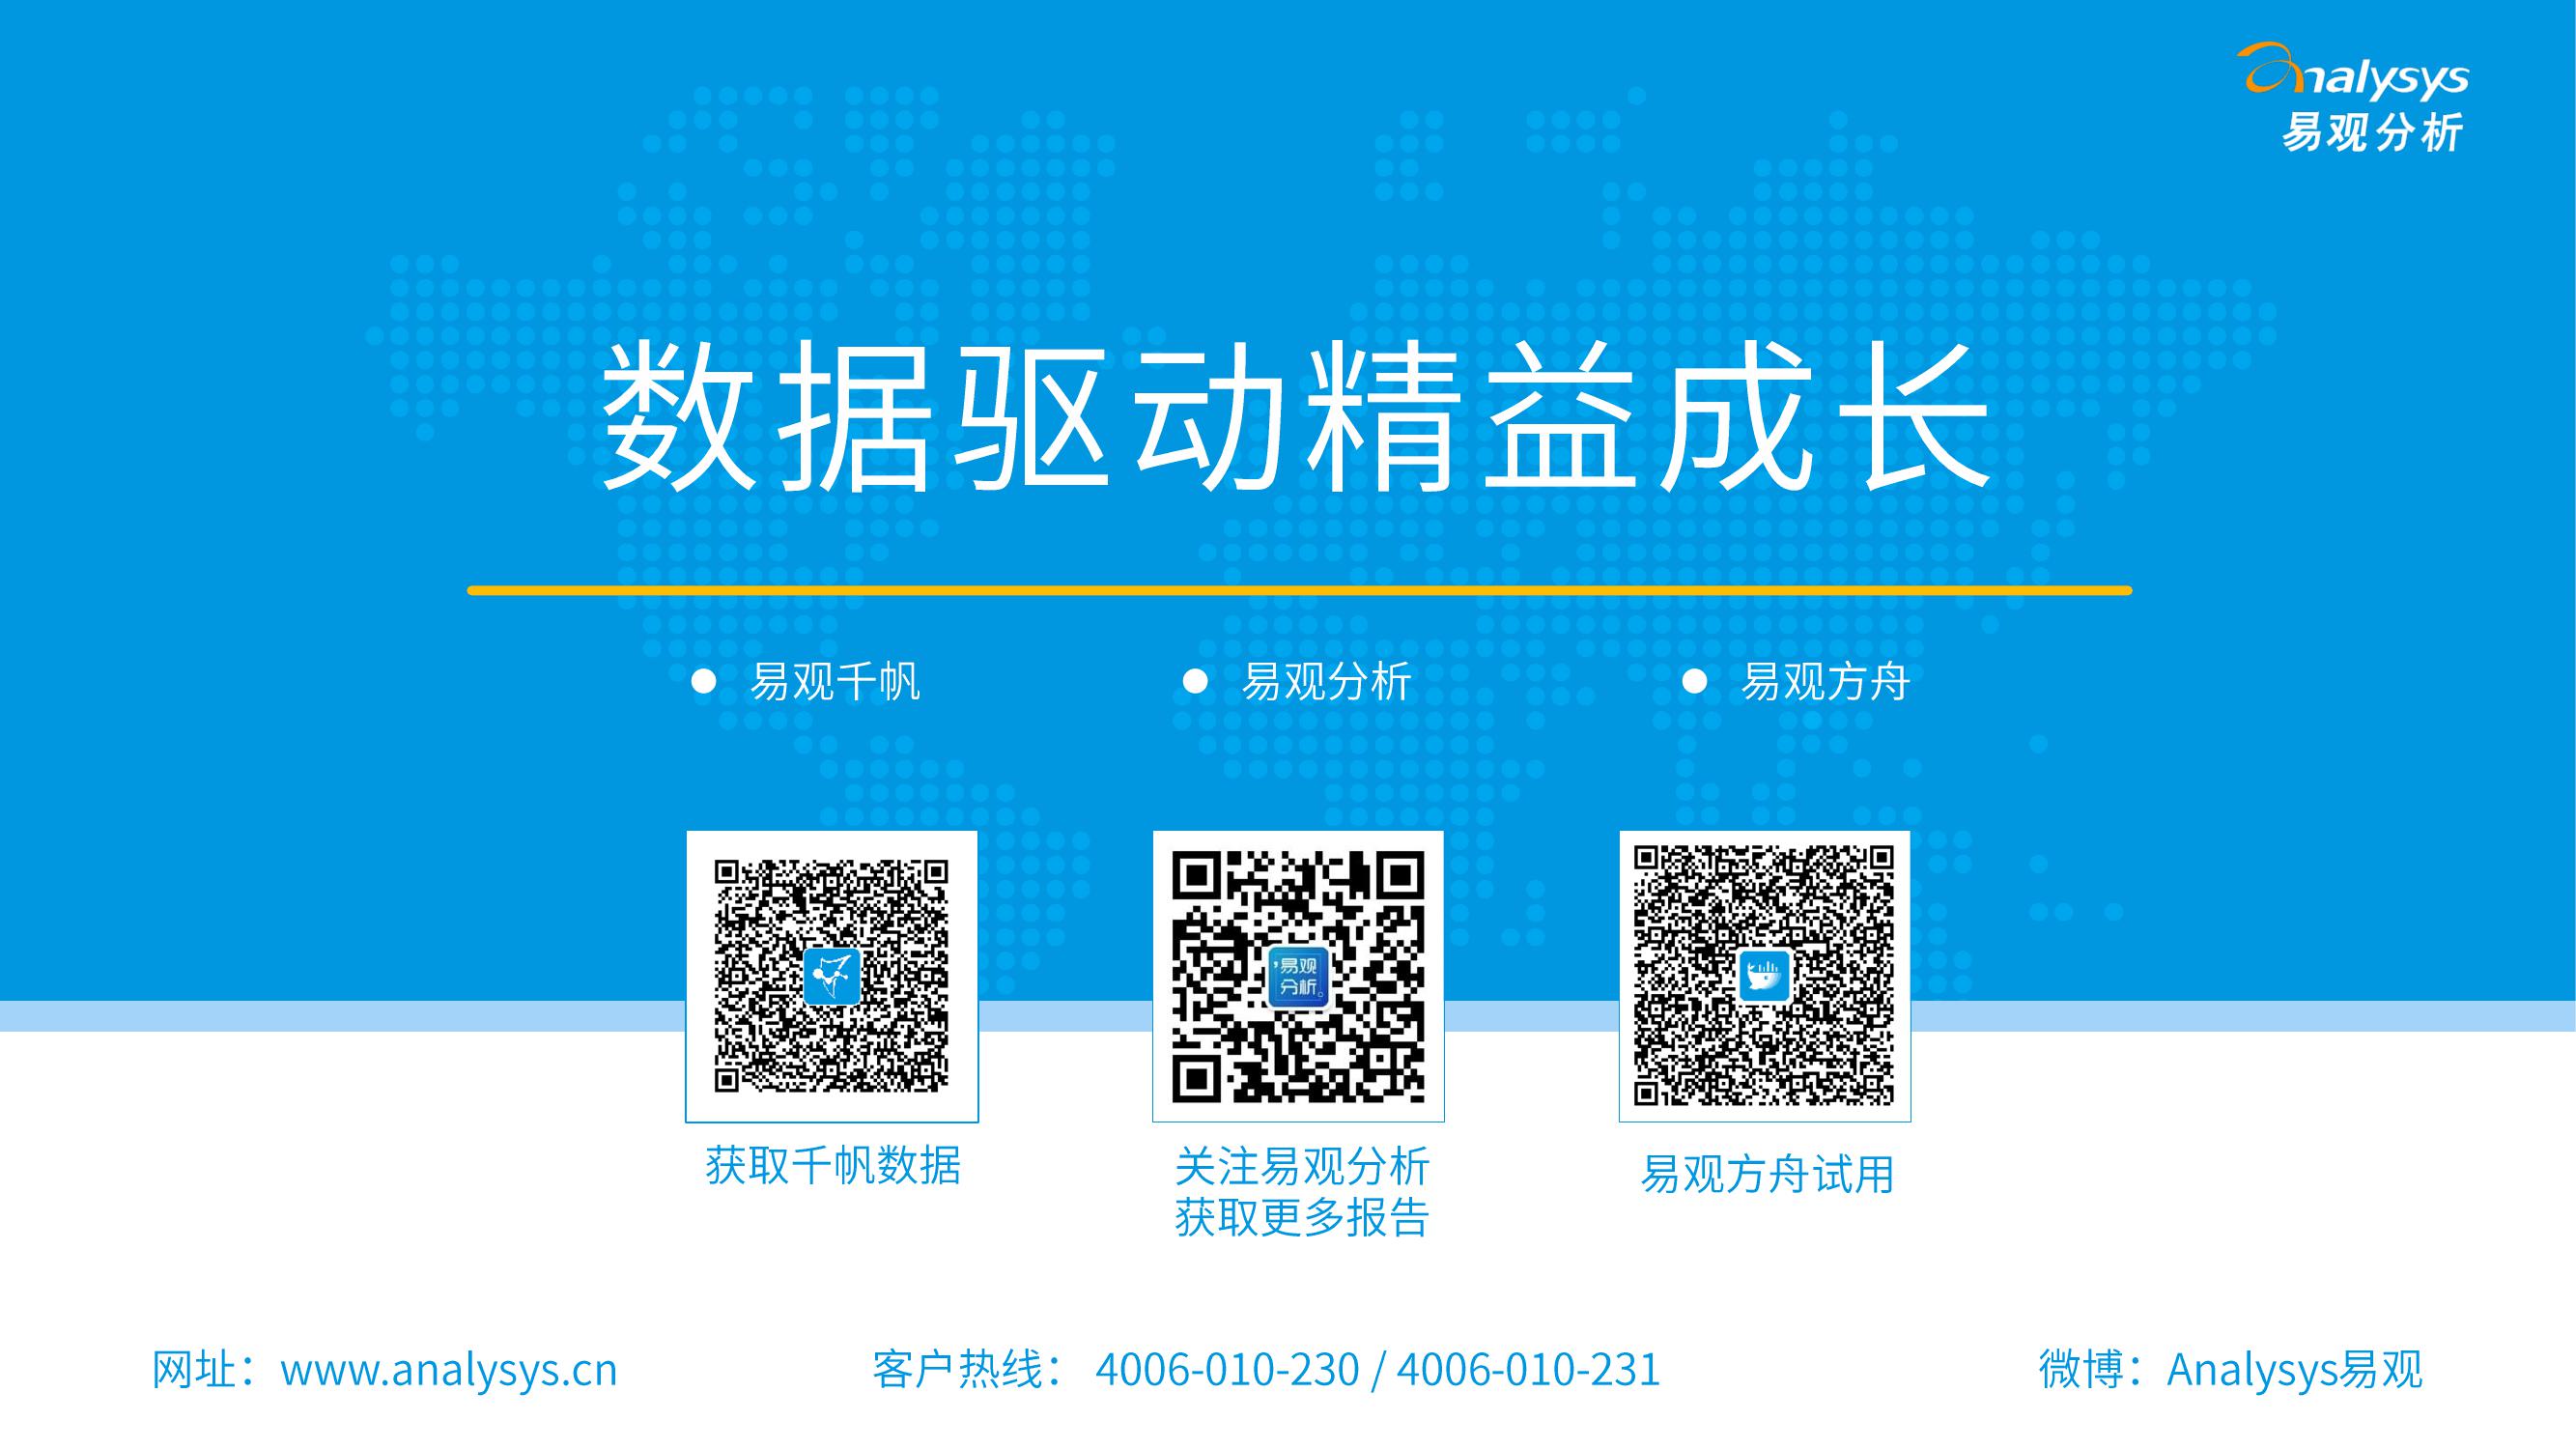 analysys
易观分析
数据驱动精益成长
易观千帆
易观分析
易观方舟
易观
分析
获取千帆数据
关注易观分析
获取更多报告
易观方舟试用
网址：www.analysys.cn
客户热线： 4006-010-230 / 4006-010-231
微博：Analysys易观